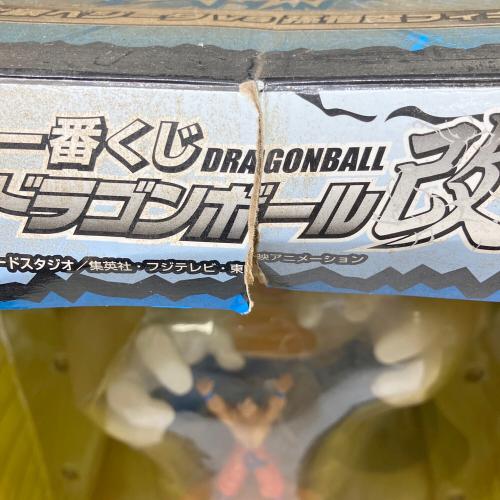 一番くじ DRAGONBALL
ドラゴンボール改
ードスタジオ/集英社・フジテレビ・東映アニメーション